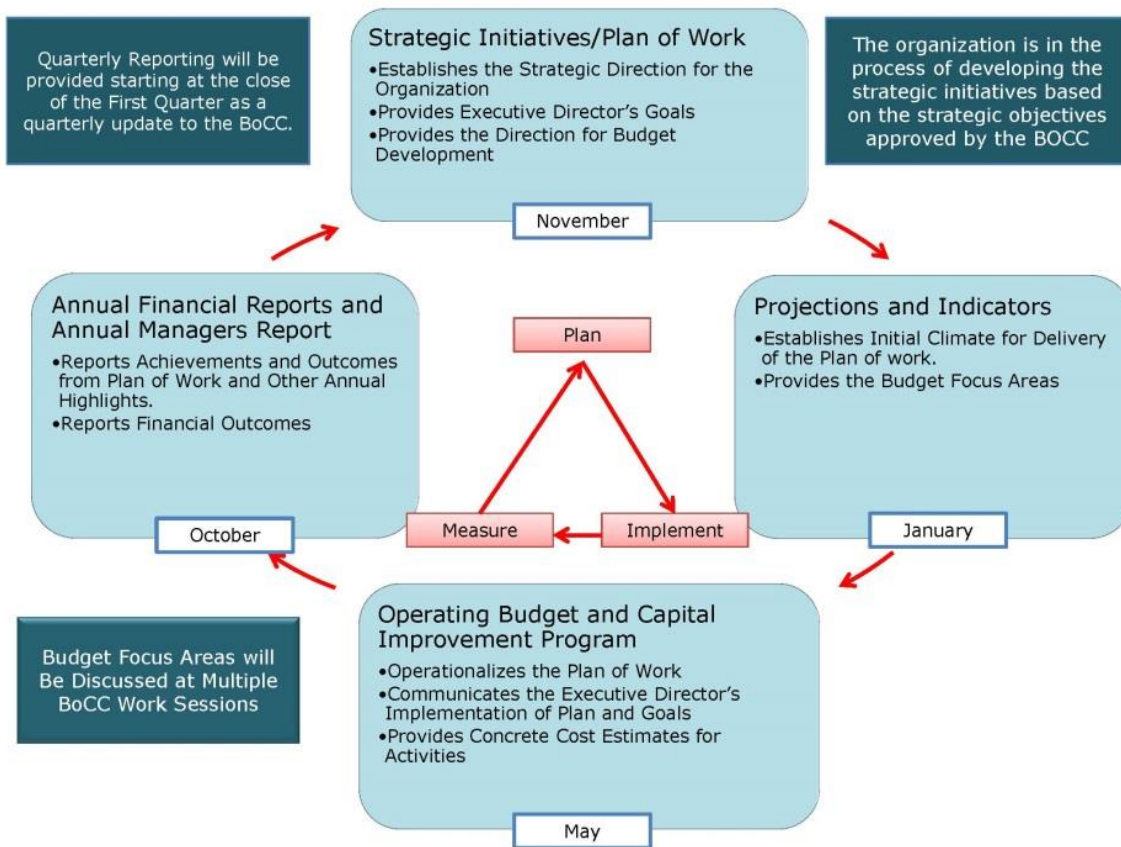 Quarterly Reporting will be
provided starting at the close
of the First Quarter as a
quarterly update to the BoCC.
Strategic Initiatives/Plan of Work
•Establishes the Strategic Direction for the
Organization
•Provides Executive Director's Goals
•Provides the Direction for Budget
Development
November
The organization is in the
process of developing the
strategic initiatives based
on the strategic objectives
approved by the BOCC
Annual Financial Reports and
Annual Managers Report
•Reports Achievements and Outcomes
from Plan of Work and Other Annual
Highlights.
•Reports Financial Outcomes
October
Plan
Measure
Implement
Projections and Indicators
•Establishes Initial Climate for Delivery
of the Plan of work.
•Provides the Budget Focus Areas
January
Budget Focus Areas will
Be Discussed at Multiple
BoCC Work Sessions
Operating Budget and Capital
Improvement Program
•Operationalizes the Plan of Work
•Communicates the Executive Director's
Implementation of Plan and Goals
•Provides Concrete Cost Estimates for
Activities
May